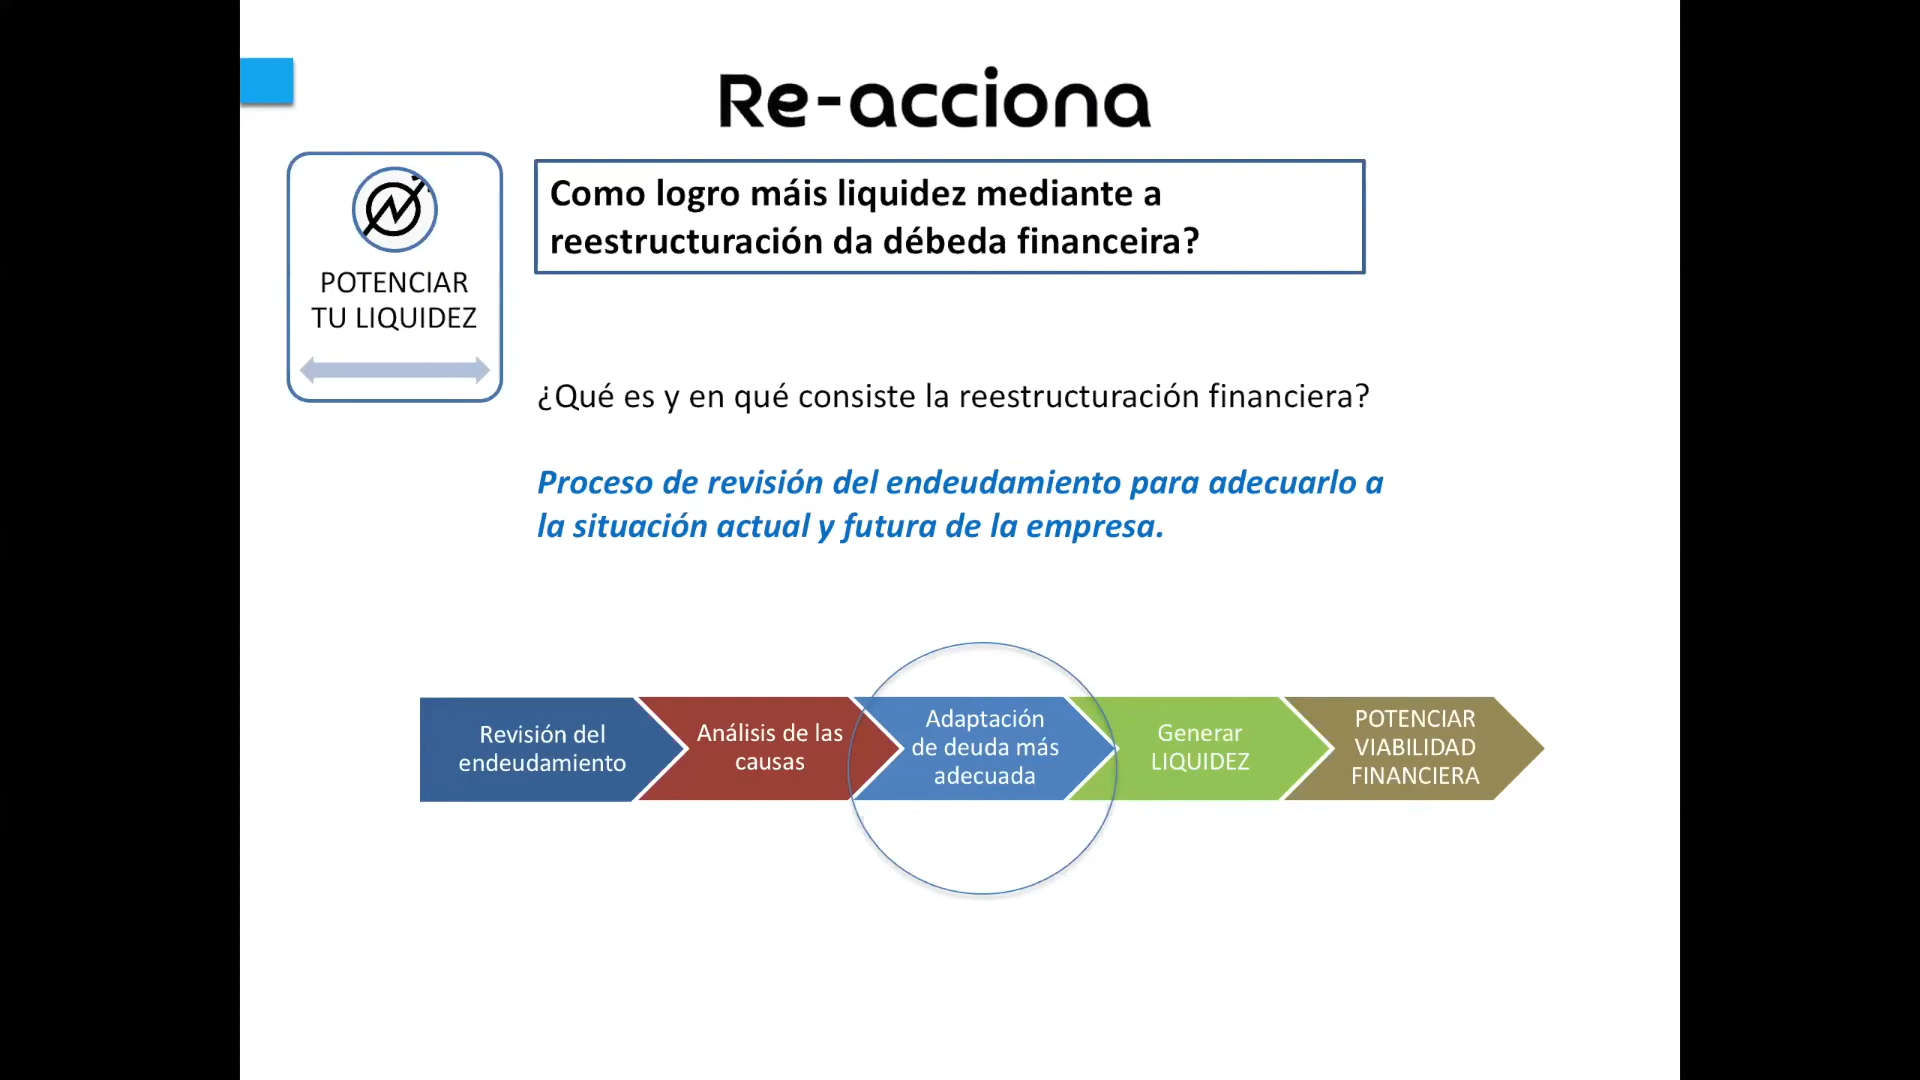 Re-acciona
POTENCIAR
TU LIQUIDEZ
Como logro máis liquidez mediante a
reestructuración da débeda financeira?
¿Qué es y en qué consiste la reestructuración financiera?
Proceso de revisión del endeudamiento para adecuarlo a
la situación actual y futura de la empresa.
Revisión del
endeudamiento
Análisis de las
causas
Adaptación
de deuda más
adecuada
Generar
LIQUIDEZ
POTENCIAR
VIABILIDAD
FINANCIERA